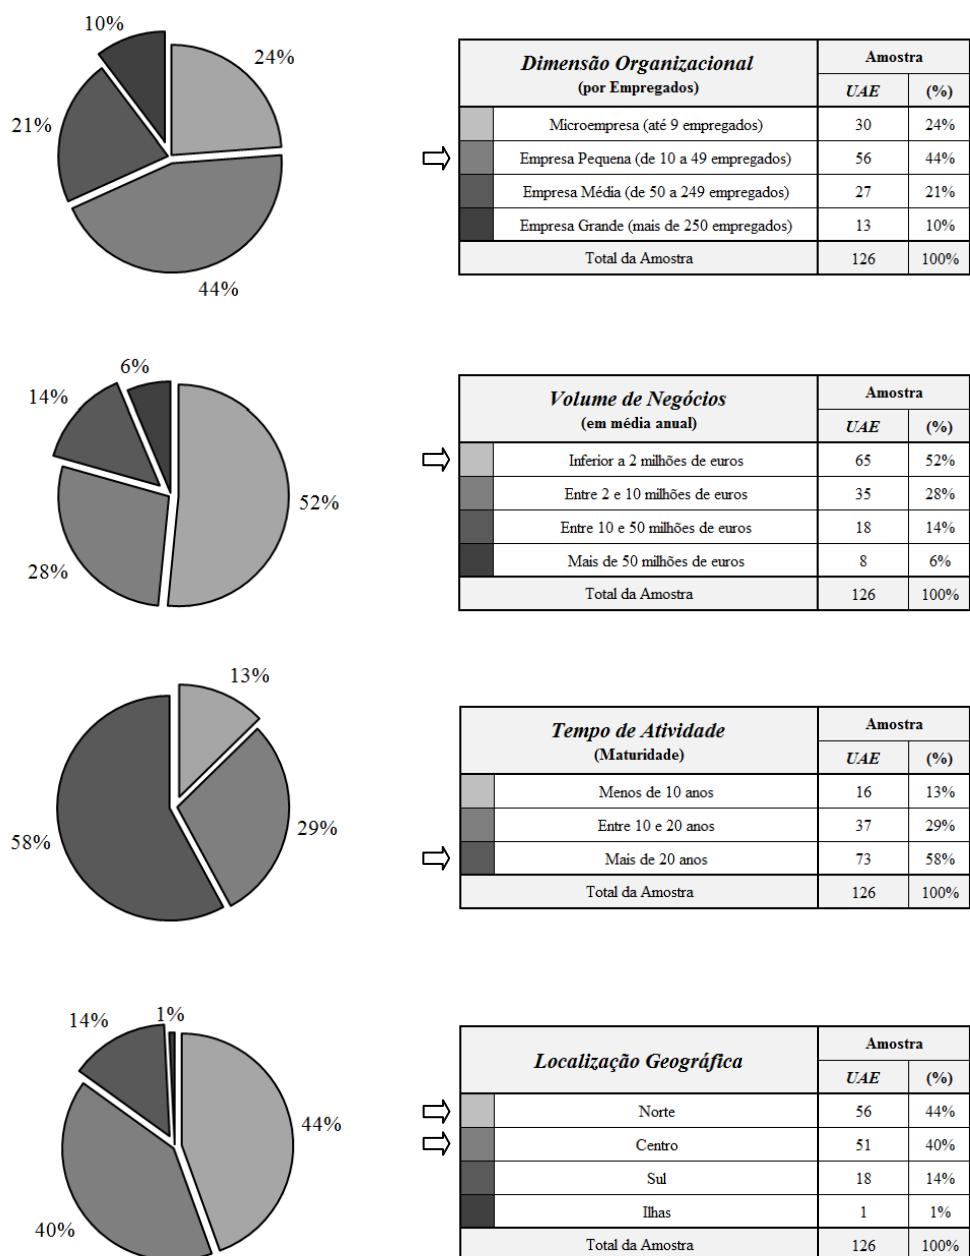 10%
24%
21%
44%
Dimensão Organizacional
(por Empregados)
Amostra
UAE (%)
Microempresa (até 9 empregados) 30 24%
Empresa Pequena (de 10 a 49 empregados) 56 44%
Empresa Média (de 50 a 249 empregados) 27 21%
Empresa Grande (mais de 250 empregados) 13 10%
Total da Amostra 126 100%
6%
14%
52%
28%
Volume de Negócios
(em média anual)
Amostra
UAE (%)
Inferior a 2 milhões de euros 65 52%
Entre 2 e 10 milhões de euros 35 28%
Entre 10 e 50 milhões de euros 18 14%
Mais de 50 milhões de euros 8 6%
Total da Amostra 126 100%
13%
29%
58%
Tempo de Atividade
(Maturidade)
Amostra
UAE (%)
Menos de 10 anos 16 13%
Entre 10 e 20 anos 37 29%
Mais de 20 anos 73 58%
Total da Amostra 126 100%
1%
14%
44%
40%
Localização Geográfica
Amostra
UAE (%)
Norte 56 44%
Centro 51 40%
Sul 18 14%
Ilhas 1 1%
Total da Amostra 126 100%